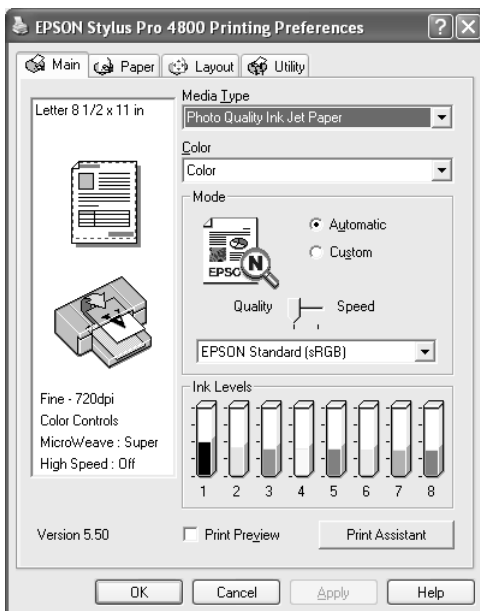 EPSON Stylus Pro 4800 Printing Preferences
Main
Paper
Layout
Utility
Letter 8 1/2 x 11 in
Media Type
Photo Quality Ink Jet Paper
Color
Color
Mode
EPSC
N
Automatic
Custom
Quality
Speed
EPSON Standard (sRGB)
Fine - 720dpi
Color Controls
MicroWeave : Super
High Speed : Off
Ink Levels
1 2 3 4 5 6 7 8
Version 5.50
Print Preview
Print Assistant
OK
Cancel
Apply
Help